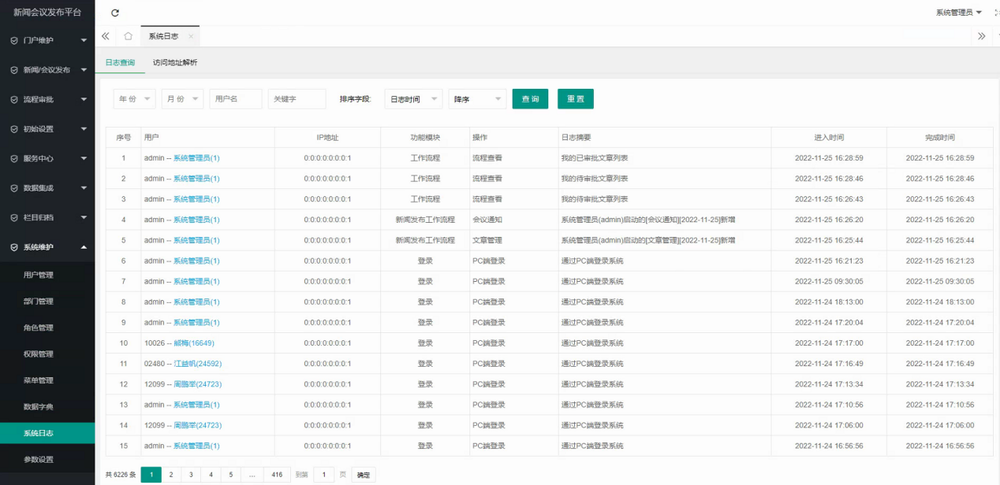 新闻会议发布平台
系统管理员
门户维护
新闻/会议发布
流程审批
初始设置
服务中心
数据集成
栏目归档
系统维护
用户管理
部门管理
角色管理
权限管理
菜单管理
数据字典
系统日志
参数设置
系统日志
日志查询 访问地址解析
年份 月份 用户名 关键字 排序字段: 日志时间 降序 查询 重置
序号 用户 IP地址 功能模块 操作 日志摘要 进入时间 完成时间
1 admin -- 系统管理员(1) 0:0:0:0:0:0:0:1 工作流程 流程查看 我的已审批文章列表 2022-11-25 16:28:59 2022-11-25 16:28:59
2 admin -- 系统管理员(1) 0:0:0:0:0:0:0:1 工作流程 流程查看 我的待审批文章列表 2022-11-25 16:28:46 2022-11-25 16:28:46
3 admin -- 系统管理员(1) 0:0:0:0:0:0:0:1 工作流程 流程查看 我的待审批文章列表 2022-11-25 16:26:43 2022-11-25 16:26:43
4 admin -- 系统管理员(1) 0:0:0:0:0:0:0:1 新闻发布工作流程 会议通知 系统管理员(admin)启动的[会议通知][2022-11-25]新增 2022-11-25 16:26:20 2022-11-25 16:26:20
5 admin -- 系统管理员(1) 0:0:0:0:0:0:0:1 新闻发布工作流程 文章管理 系统管理员(admin)启动的[文章管理][2022-11-25]新增 2022-11-25 16:25:44 2022-11-25 16:25:44
6 admin -- 系统管理员(1) 0:0:0:0:0:0:0:1 登录 PC端登录 通过PC端登录系统 2022-11-25 16:21:23 2022-11-25 16:21:23
7 admin -- 系统管理员(1) 0:0:0:0:0:0:0:1 登录 PC端登录 通过PC端登录系统 2022-11-25 09:30:05 2022-11-25 09:30:05
8 admin -- 系统管理员(1) 0:0:0:0:0:0:0:1 登录 PC端登录 通过PC端登录系统 2022-11-24 18:13:00 2022-11-24 18:13:00
9 admin -- 系统管理员(1) 0:0:0:0:0:0:0:1 登录 PC端登录 通过PC端登录系统 2022-11-24 17:20:04 2022-11-24 17:20:04
10 10026 -- (16649) 0:0:0:0:0:0:0:1 登录 PC端登录 通过PC端登录系统 2022-11-24 17:17:00 2022-11-24 17:17:00
11 02480 -- 江益帆(24592) 0:0:0:0:0:0:0:1 登录 PC端登录 通过PC端登录系统 2022-11-24 17:16:49 2022-11-24 17:16:49
12 12099 -- 周鹏举(24723) 0:0:0:0:0:0:0:1 登录 PC端登录 通过PC端登录系统 2022-11-24 17:13:34 2022-11-24 17:13:34
13 admin -- 系统管理员(1) 0:0:0:0:0:0:0:1 登录 PC端登录 通过PC端登录系统 2022-11-24 17:10:56 2022-11-24 17:10:56
14 12099 -- 周鹏举(24723) 0:0:0:0:0:0:0:1 登录 PC端登录 通过PC端登录系统 2022-11-24 17:06:00 2022-11-24 17:06:00
15 admin -- 系统管理员(1) 0:0:0:0:0:0:0:1 登录 PC端登录 通过PC端登录系统 2022-11-24 16:56:56 2022-11-24 16:56:56
共 6226 条 1 2 3 4 5 ... 416 到第 1 页 确定